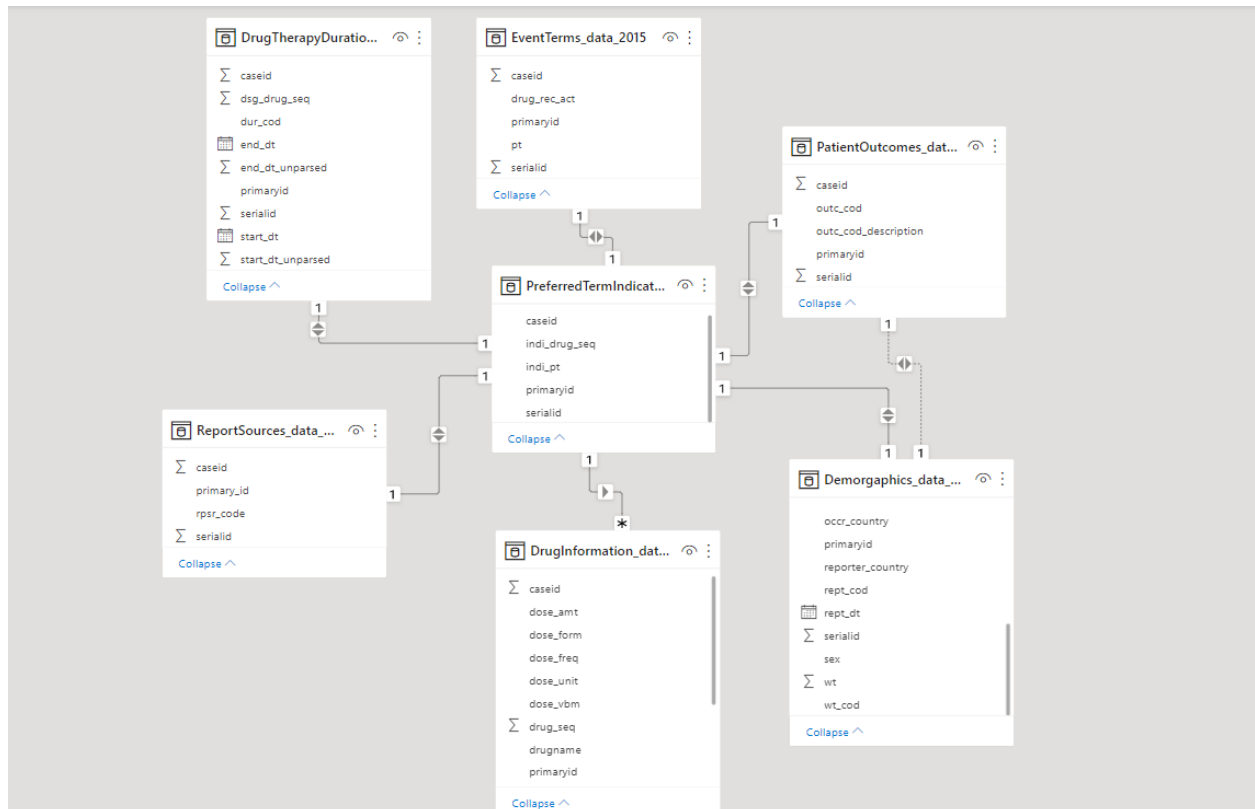 DrugTherapyDuratio...
caseid
dsg_drug_seq
dur_cod
end_dt
end_dt_unparsed
primaryid
serialid
start_dt
start_dt_unparsed
Collapse
EventTerms_data_2015
caseid
drug_rec_act
primaryid
pt
serialid
Collapse
PatientOutcomes_dat...
caseid
outc_cod
outc_cod_description
primaryid
serialid
Collapse
PreferredTermIndicat...
caseid
indi_drug_seq
indi_pt
primaryid
serialid
Collapse
ReportSources_data_...
caseid
primary_id
rpsr_code
serialid
Collapse
DrugInformation_dat...
caseid
dose_amt
dose_form
dose_freq
dose_unit
dose_vbm
drug_seq
drugname
primaryid
Collapse
Demorgaphics_data_...
occr_country
primaryid
reporter_country
rept_cod
rept_dt
serialid
sex
wt
wt_cod
Collapse
1
1
1
1
1
1
1
1
1
1
1
1
1
*